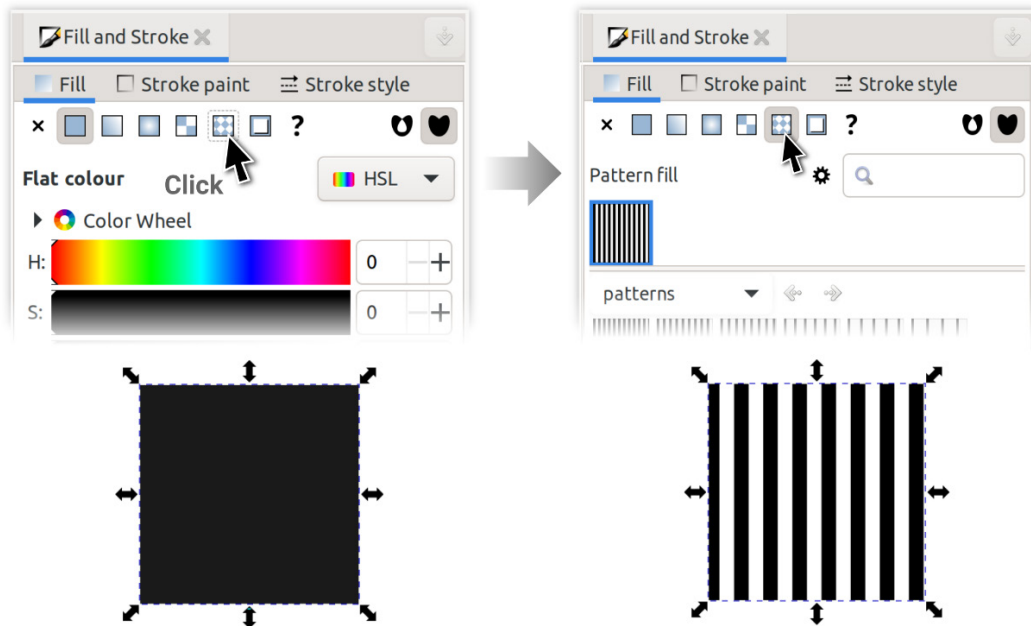 Fill and Stroke
Fill Stroke paint Stroke style
?
Flat colour Click HSL
Color Wheel
H: 0
S: 0
Fill and Stroke
Fill Stroke paint Stroke style
?
Pattern fill
patterns